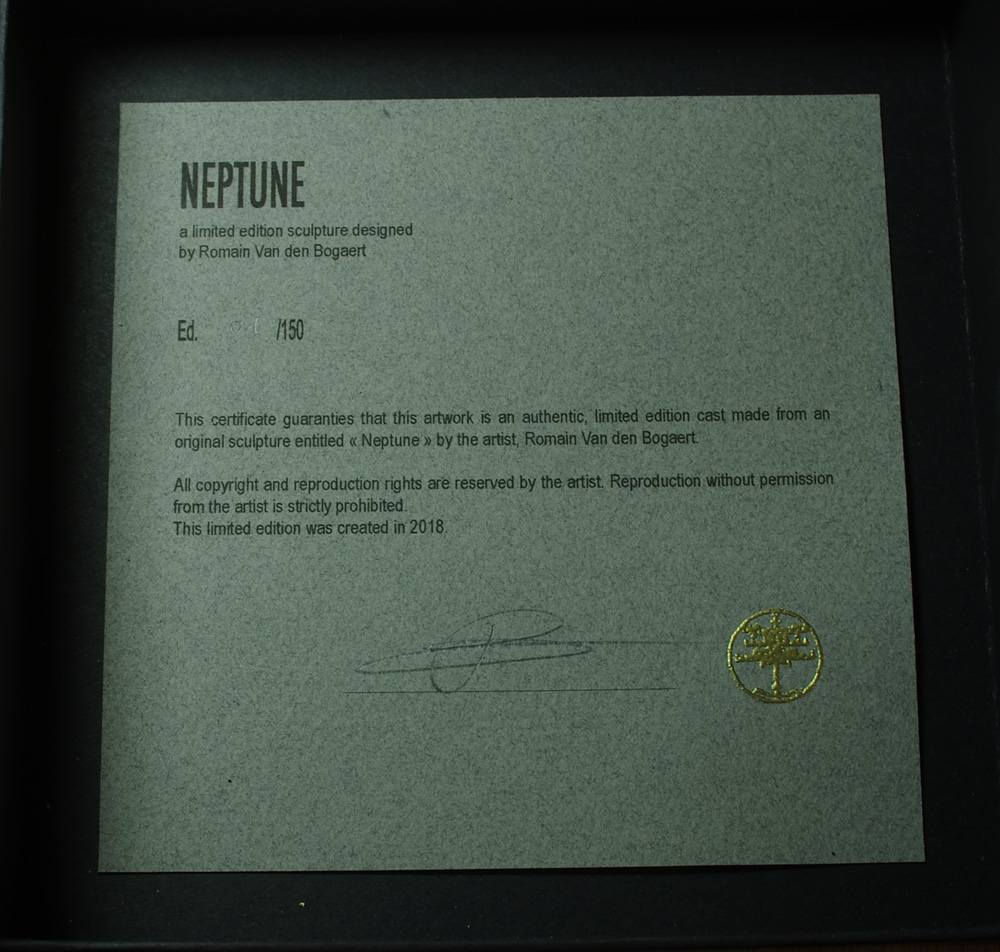 NEPTUNE
a limited edition sculpture designed
by Romain Van den Bogaert
Ed. /150
This certificate guaranties that this artwork is an authentic, limited edition cast made from an
original sculpture entitled « Neptune » by the artist, Romain Van den Bogaert.
All copyright and reproduction rights are reserved by the artist. Reproduction without permission
from the artist is strictly prohibited.
This limited edition was created in 2018.